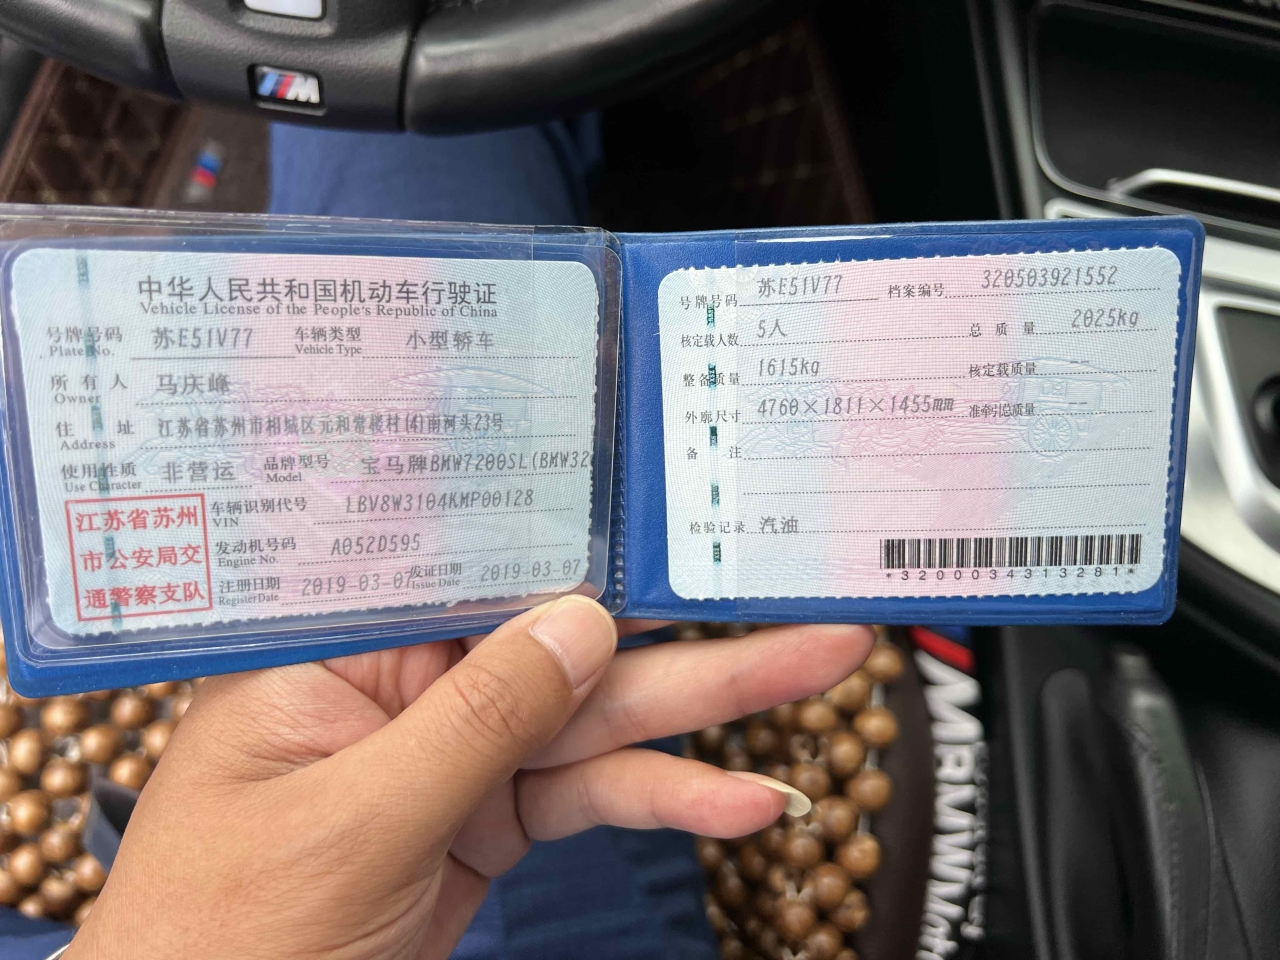 中华人民共和国机动车行驶证
Vehicle License of the People's Republic of China
号牌号码 苏E51V77 车辆类型 小型轿车
Plate No. Vehicle Type
所有人 马庆峰
Owner
住址 江苏省苏州市相城区元和常楼村(4)南河头23号
Address
使用性质 非营运 品牌型号 宝马牌BMW7200SL(BMW32
Use Character Model
江苏省苏州
市公安局交
通警察支队
车辆识别代号 LBV8W3104KMP00128
VIN
发动机号码 A052D595
Engine No.
注册日期 2019-03-07 发证日期 2019-03-07
Register Date Issue Date
号牌号码 苏E51V77 档案编号 320503921552
核定载人数 5人 总质量 2025kg
整备质量 1615kg 核定载质量 --
外廓尺寸 4760×1811×1455mm 准牵引总质量 --
备注
检验记录 汽油
*3200034313281*
M